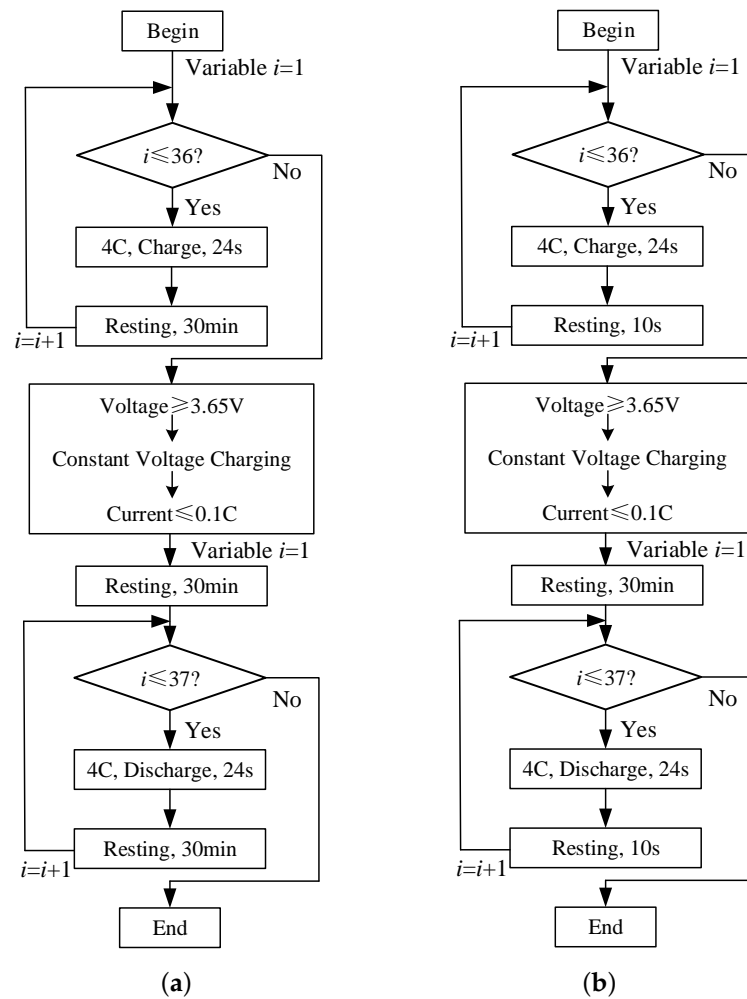 Begin
Variable i=1
i≤36?
No
Yes
4C, Charge, 24s
Resting, 30min
i=i+1
Voltage≥3.65V
Constant Voltage Charging
Current≤0.1C
Variable i=1
Resting, 30min
i≤37?
No
Yes
4C, Discharge, 24s
Resting, 30min
i=i+1
End
(a)
Begin
Variable i=1
i≤36?
No
Yes
4C, Charge, 24s
Resting, 10s
i=i+1
Voltage≥3.65V
Constant Voltage Charging
Current≤0.1C
Variable i=1
Resting, 30min
i≤37?
No
Yes
4C, Discharge, 24s
Resting, 10s
i=i+1
End
(b)